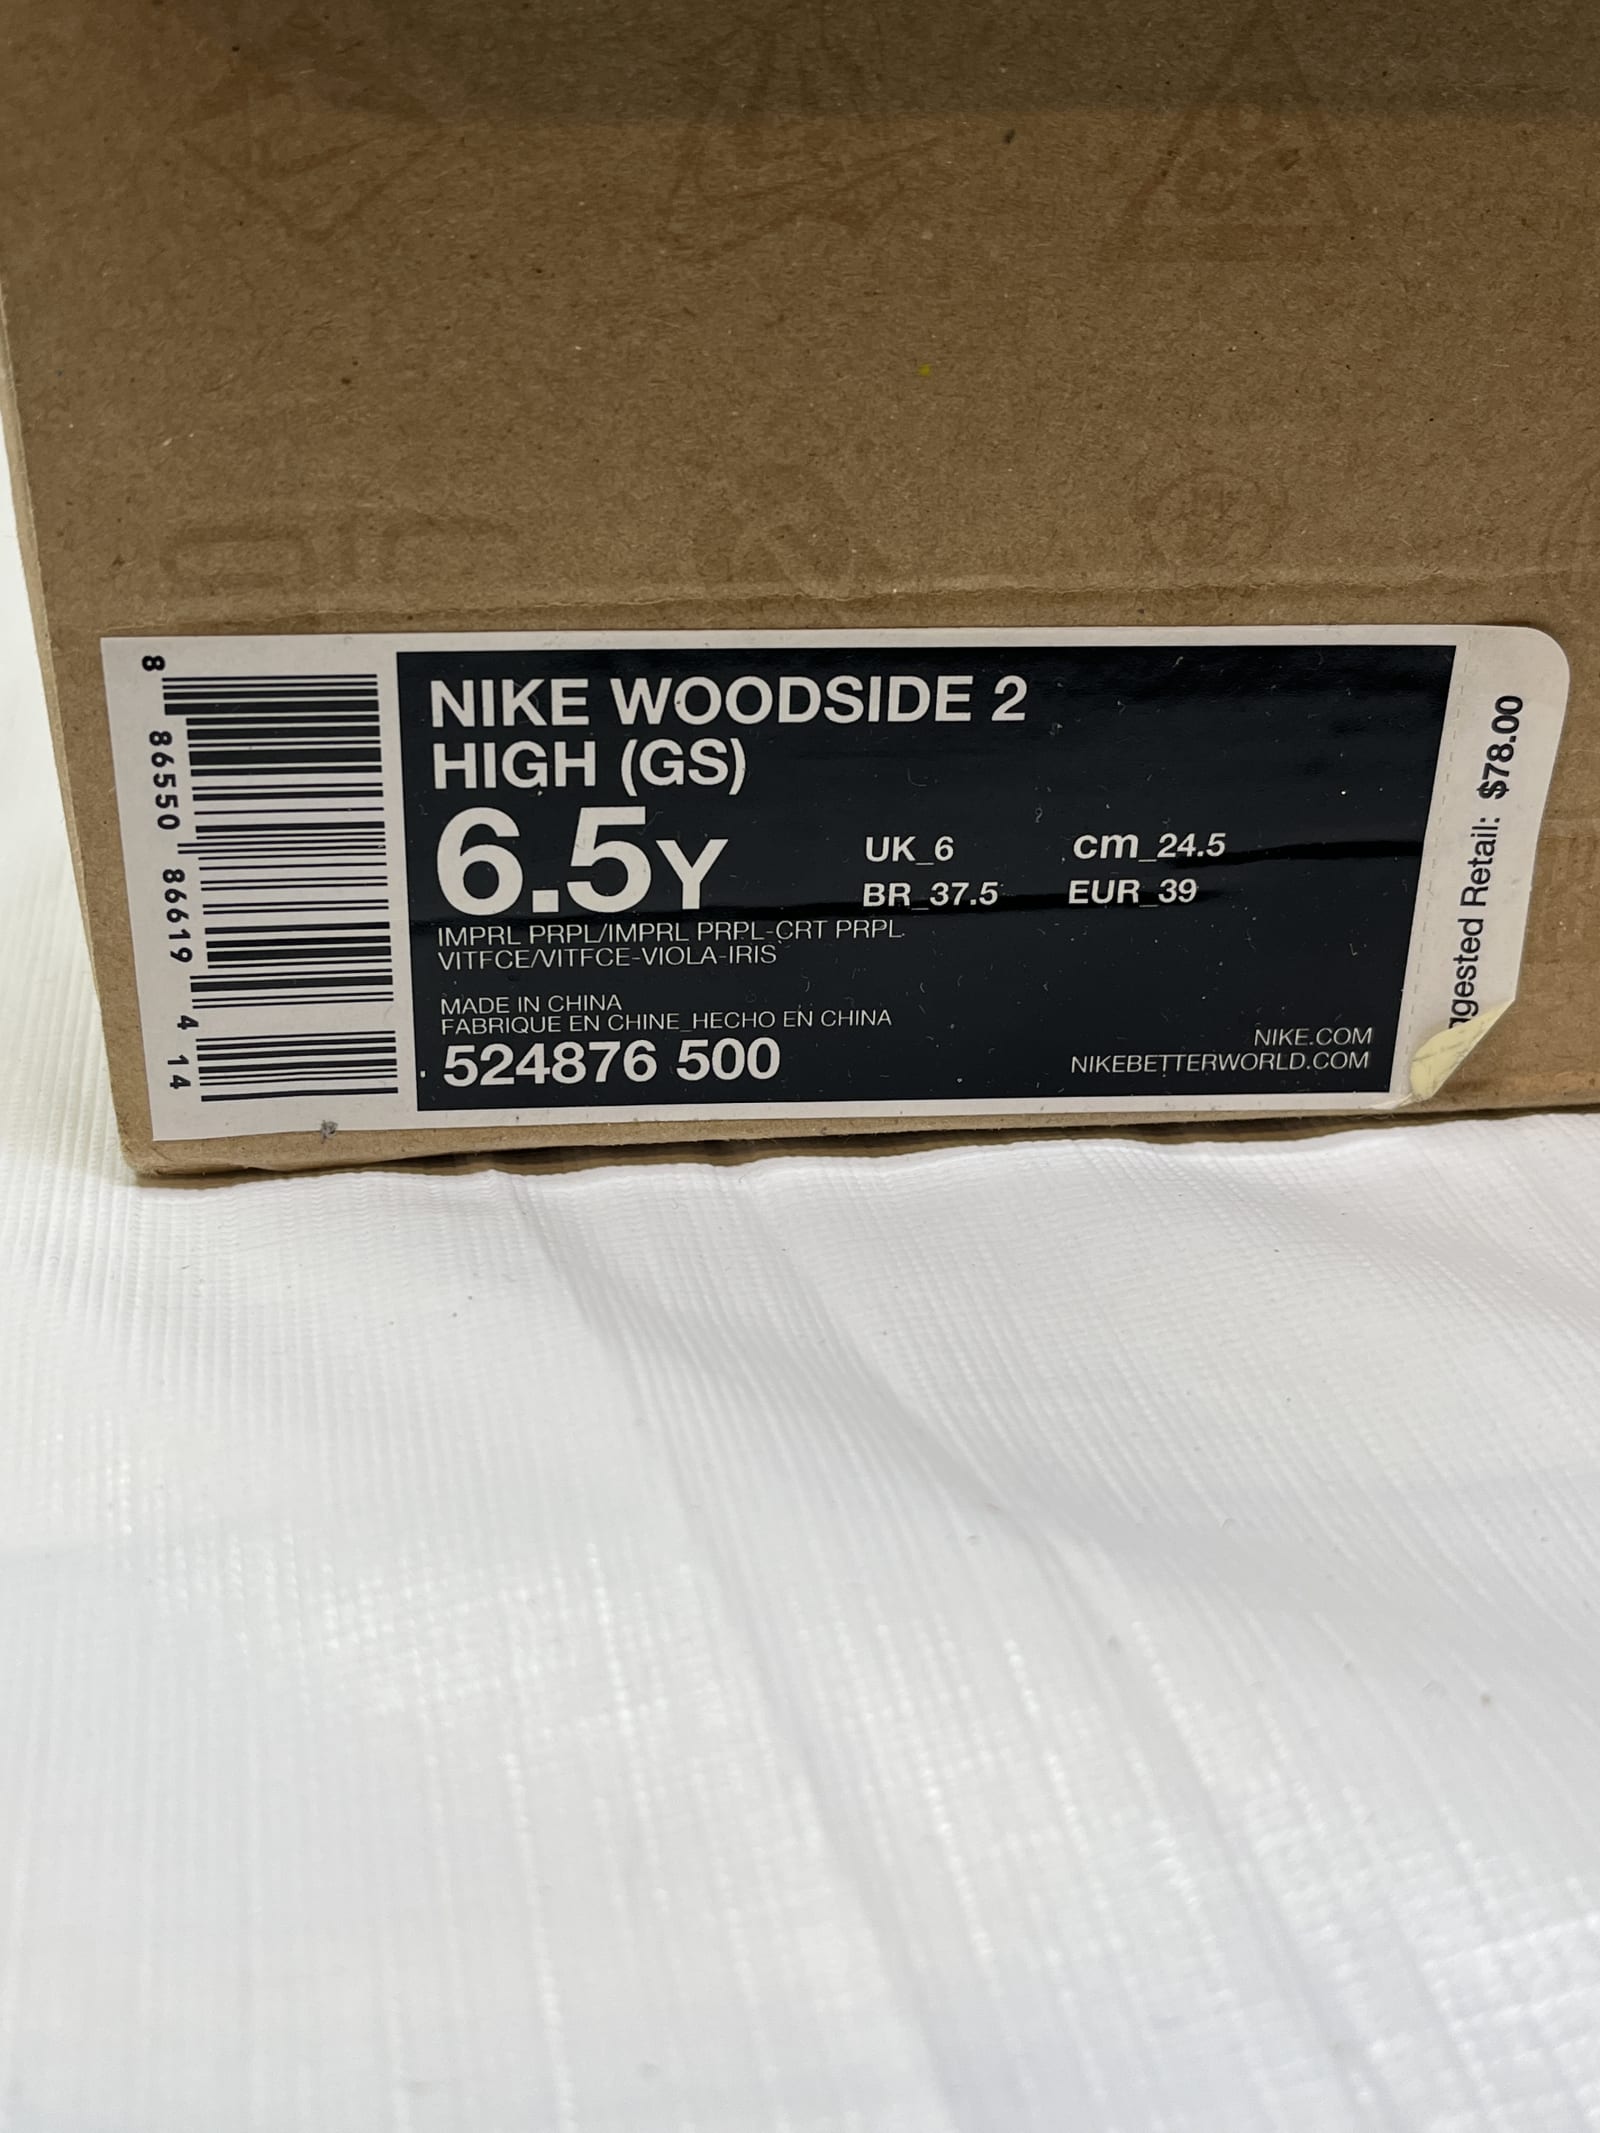 NIKE WOODSIDE 2
HIGH (GS)
6.5Y
UK_6
cm_24.5
BR_37.5
EUR_39
IMPRL PRPL/IMPRL PRPL-CRT PRPL
VITFCE/VITFCE-VIOLA-IRIS
MADE IN CHINA
FABRIQUE EN CHINE_HECHO EN CHINA
524876 500
NIKE.COM
NIKEBETTERWORLD.COM
8 86550 86619 4 14
ggested Retail: $78.00